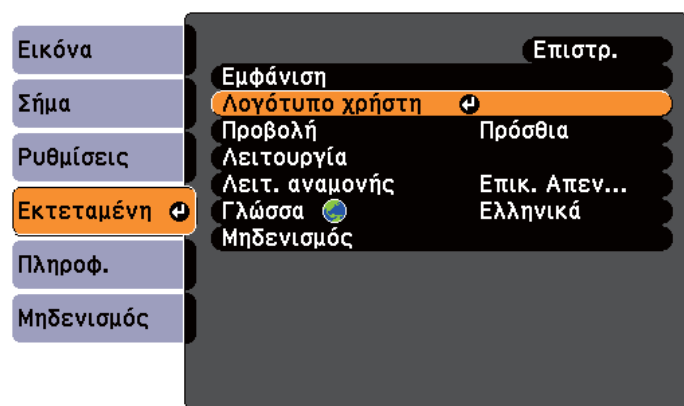 Εικόνα
Σήμα
Ρυθμίσεις
Εκτεταμένη
Πληροφ.
Μηδενισμός
Επιστρ.
Εμφάνιση
Λογότυπο χρήστη
Προβολή Πρόσθια
Λειτουργία
Λειτ. αναμονής Επικ. Απεν...
Γλώσσα Ελληνικά
Μηδενισμός